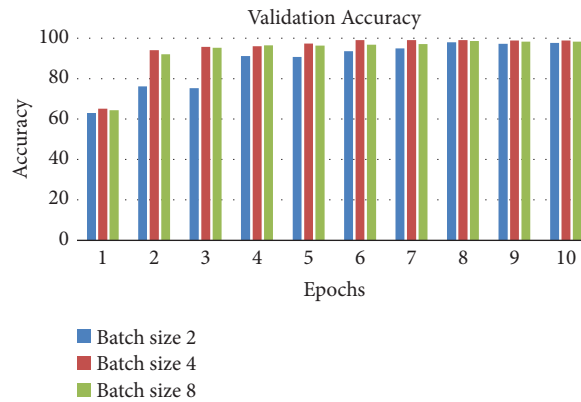 Validation Accuracy
100
80
60
40
20
0
Accuracy
1 2 3 4 5 6 7 8 9 10
Epochs
Batch size 2
Batch size 4
Batch size 8